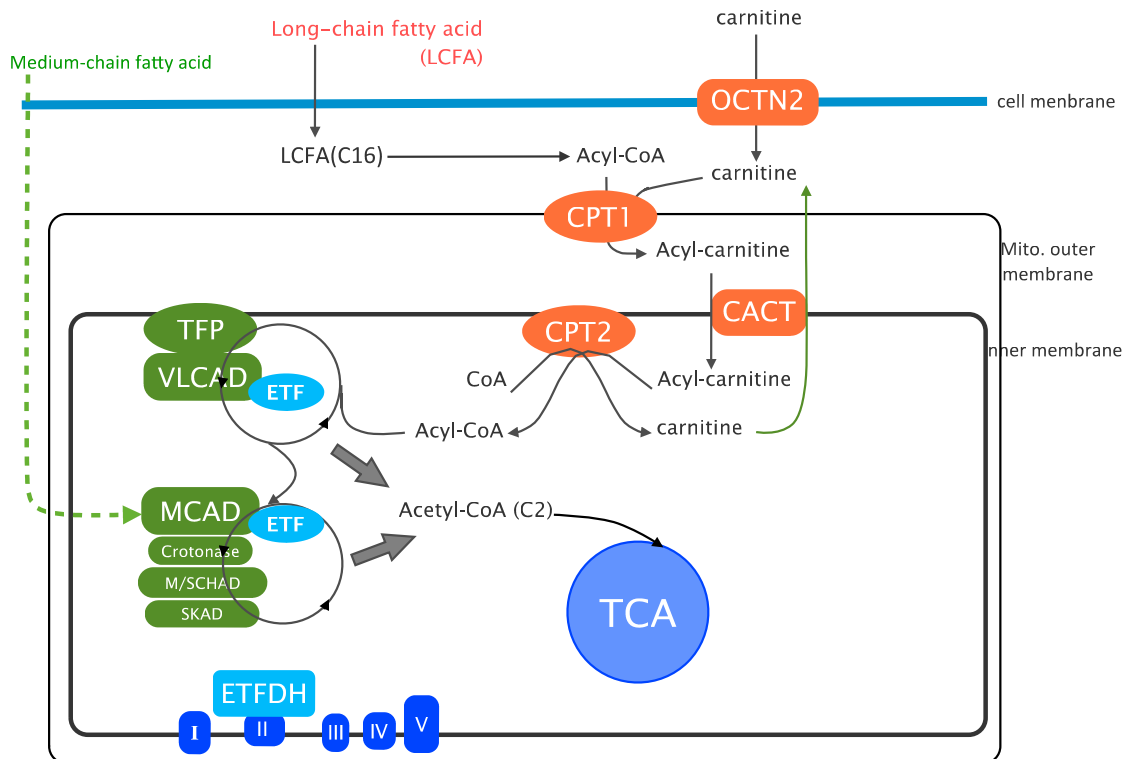 carnitine
Long-chain fatty acid
(LCFA)
Medium-chain fatty acid
OCTN2
cell menbrane
LCFA(C16)
Acyl-CoA
carnitine
CPT1
Acyl-carnitine
Mito. outer
membrane
CACT
TFP
CPT2
nner membrane
VLCAD
ETF
CoA
Acyl-carnitine
Acyl-CoA
carnitine
MCAD
ETF
Acetyl-CoA (C2)
Crotonase
M/SCHAD
SKAD
TCA
ETFDH
I
II
III
IV
V